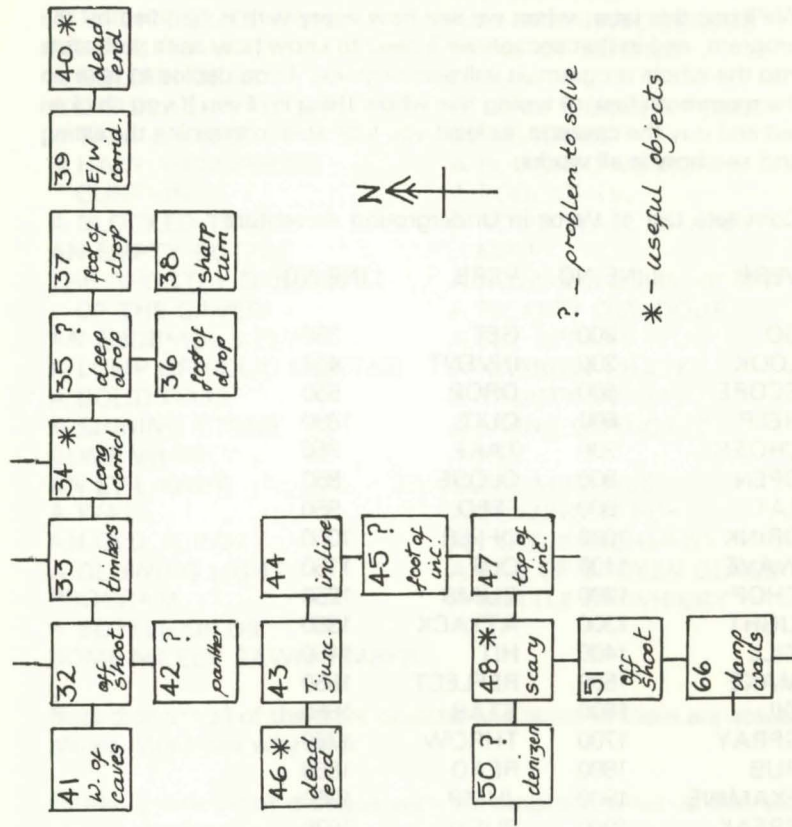 41
W. of
caves
32
off
shoot
33
timbers
34 *
Long
corrid.
35 ?
deep
drop
37
foot of
drop
39
E/W
corrid.
40 *
dead
end
42 ?
panther
36
foot of
drop
38
sharp
turn
46 *
dead
end
43
T junc
44
incline
45 ?
foot of
inc!
N
50 ?
denizen
48 *
scary
47
top of
inc.
51
off
shoot
? -- problem to solve
66
damp
walls
* -- useful objects